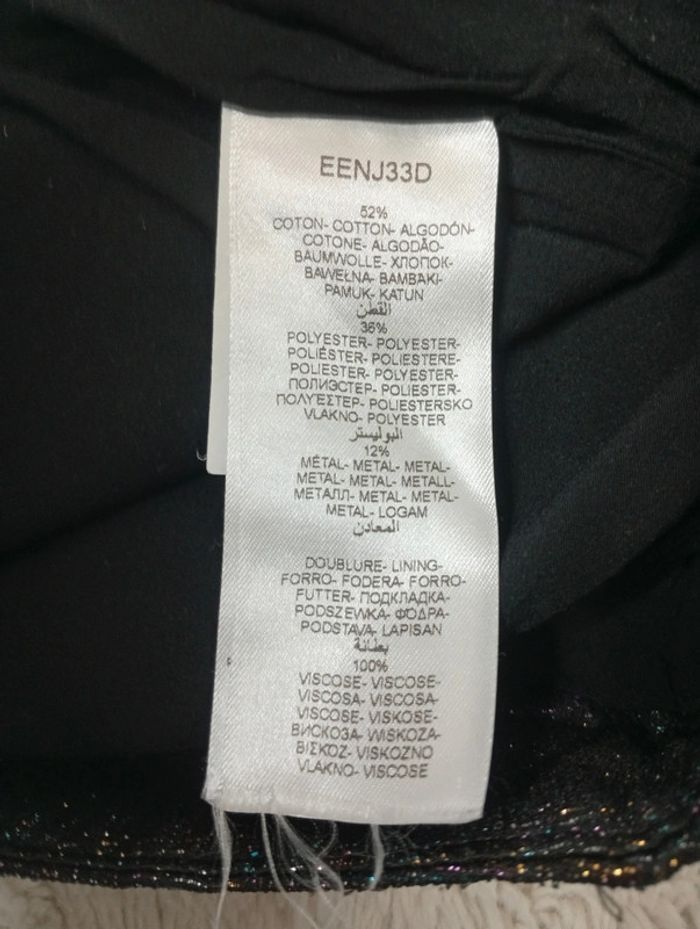 EENJ33D
52%
COTON- COTTON- ALGODÓN-
COTONE- ALGODÃO-
BAUMWOLLE- ХЛОПОК-
BAWEŁNA- BAMBAKI-
PAMUK- KATUN
القطن
36%
POLYESTER- POLYESTER-
POLIÉSTER- POLIESTERE-
POLIESTER- POLYESTER-
ПОЛИЭСТЕР- POLIESTER-
ΠΟΛΥΕΣΤΕΡ- POLIESTERSKO
VLAKNO- POLYESTER
البوليستر
12%
MÉTAL- METAL- METAL-
METAL- METAL- METALL-
МЕТАЛЛ- METAL- METAL-
METAL- LOGAM
المعادن
DOUBLURE- LINING-
FORRO- FODERA- FORRO-
FUTTER- ПОДКЛАДКА-
PODSZEWKA- ΦΟΔΡΑ-
PODSTAVA- LAPISAN
بطانة
100%
VISCOSE- VISCOSE-
VISCOSA- VISCOSA-
VISCOSE- VISKOSE-
ВИСКОЗА- WISKOZA-
ΒΙΣΚΟΖ- VISKOZNO
VLAKNO- VISCOSE